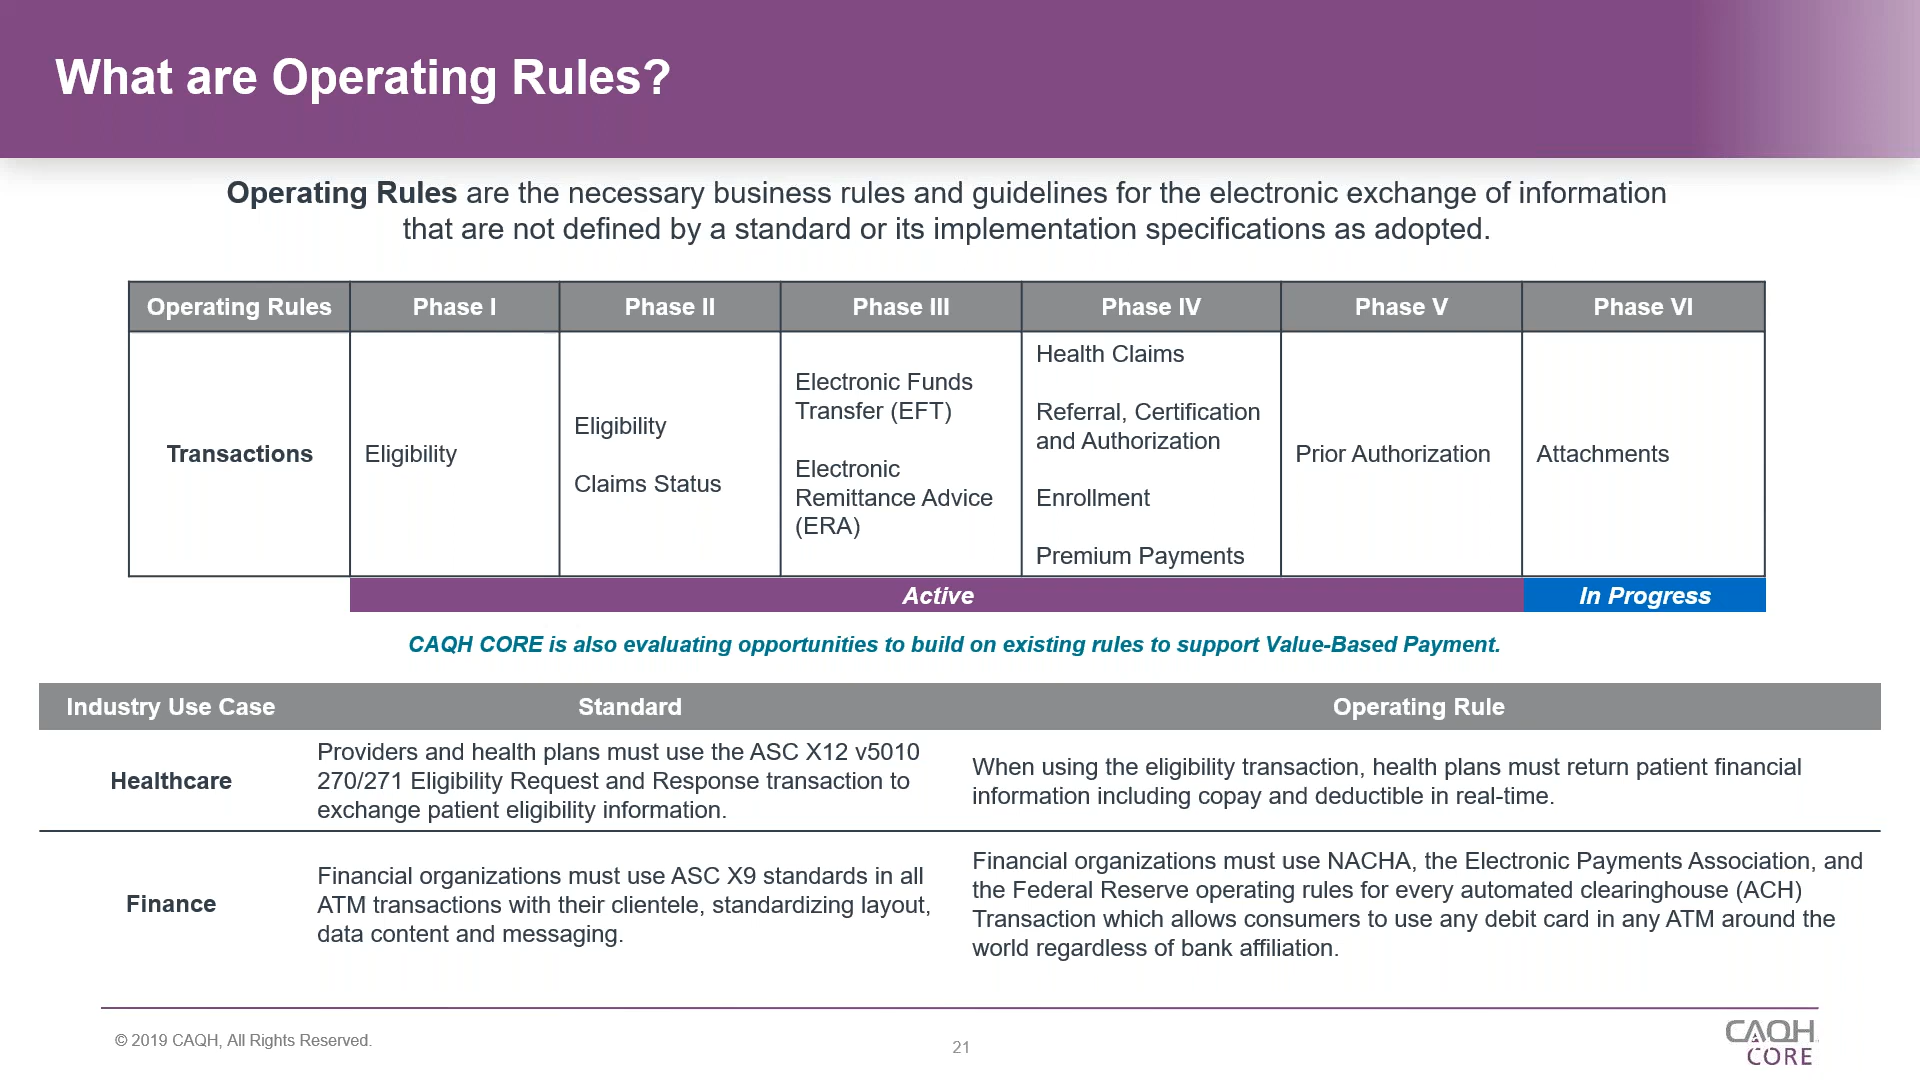 What are Operating Rules?
Operating Rules are the necessary business rules and guidelines for the electronic exchange of information
that are not defined by a standard or its implementation specifications as adopted.
Operating Rules
Phase I
Phase II
Phase III
Phase IV
Phase V
Phase VI
Transactions
Eligibility
Eligibility
Claims Status
Electronic Funds
Transfer (EFT)
Electronic
Remittance Advice
(ERA)
Health Claims
Referral, Certification
and Authorization
Enrollment
Premium Payments
Prior Authorization
Attachments
Active
In Progress
CAQH CORE is also evaluating opportunities to build on existing rules to support Value-Based Payment.
Industry Use Case
Standard
Operating Rule
Healthcare
Providers and health plans must use the ASC X12 v5010
270/271 Eligibility Request and Response transaction to
exchange patient eligibility information.
When using the eligibility transaction, health plans must return patient financial
information including copay and deductible in real-time.
Finance
Financial organizations must use ASC X9 standards in all
ATM transactions with their clientele, standardizing layout,
data content and messaging.
Financial organizations must use NACHA, the Electronic Payments Association, and
the Federal Reserve operating rules for every automated clearinghouse (ACH)
Transaction which allows consumers to use any debit card in any ATM around the
world regardless of bank affiliation.
© 2019 CAQH, All Rights Reserved.
21
CAQH
CORE